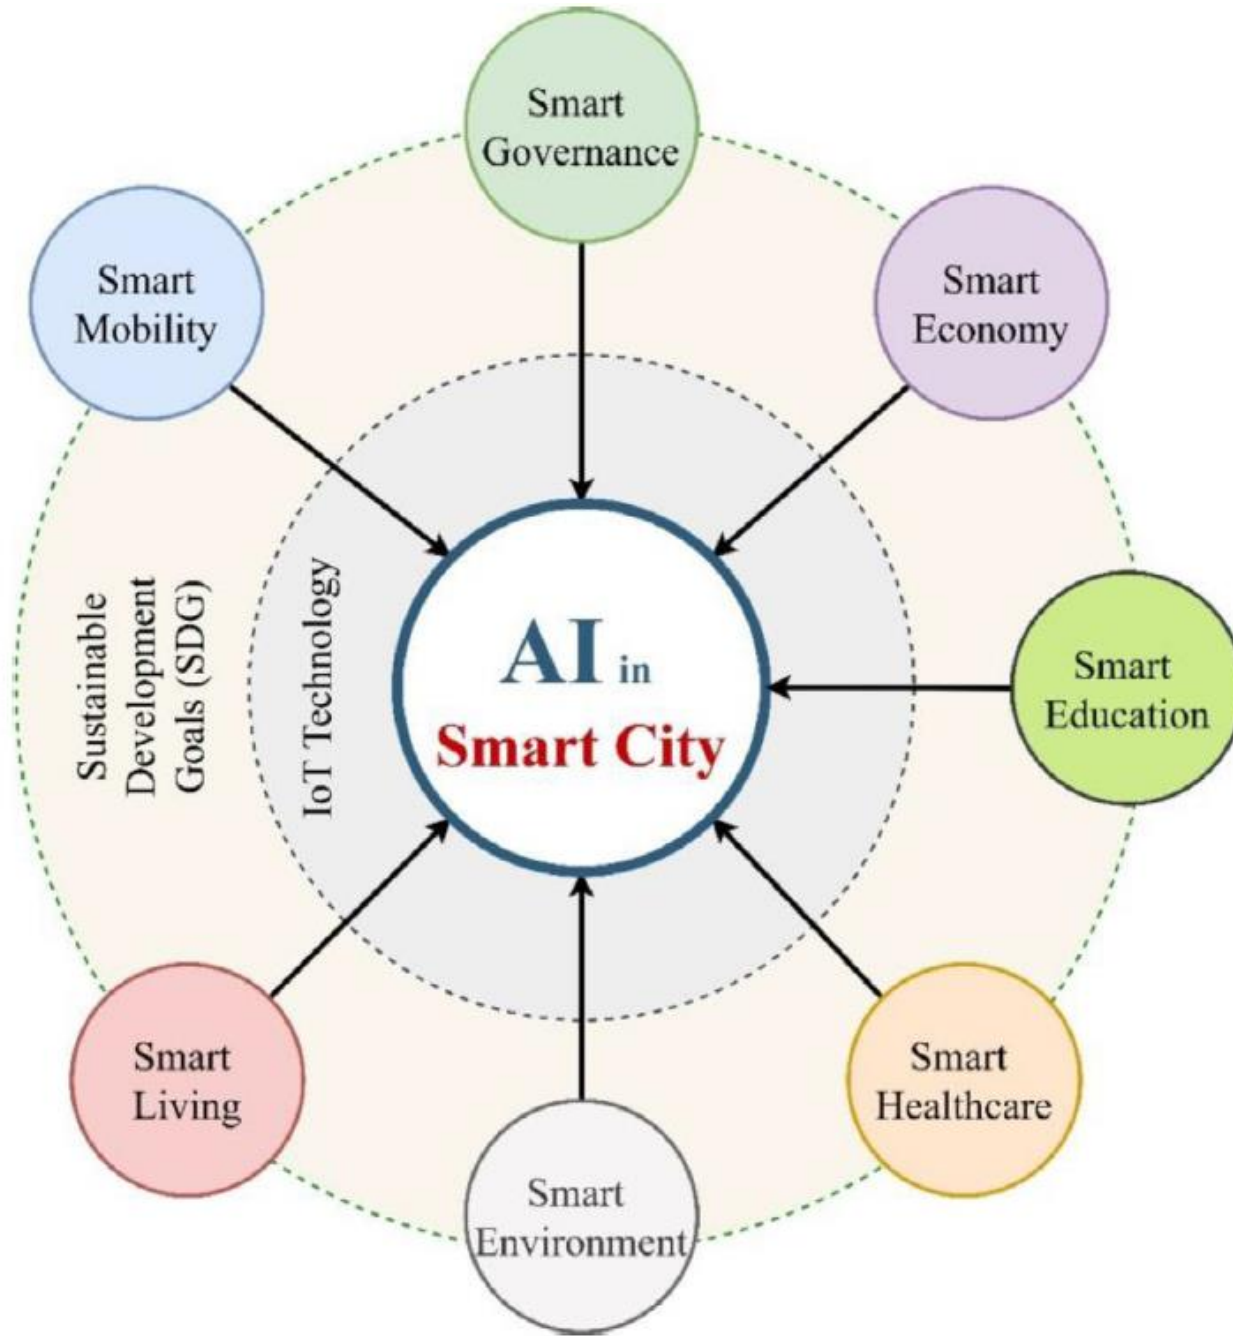 Smart
Governance
Smart
Mobility
Smart
Economy
Sustainable
Development
Goals (SDG)
IoT Technology
AI in
Smart City
Smart
Education
Smart
Living
Smart
Healthcare
Smart
Environment